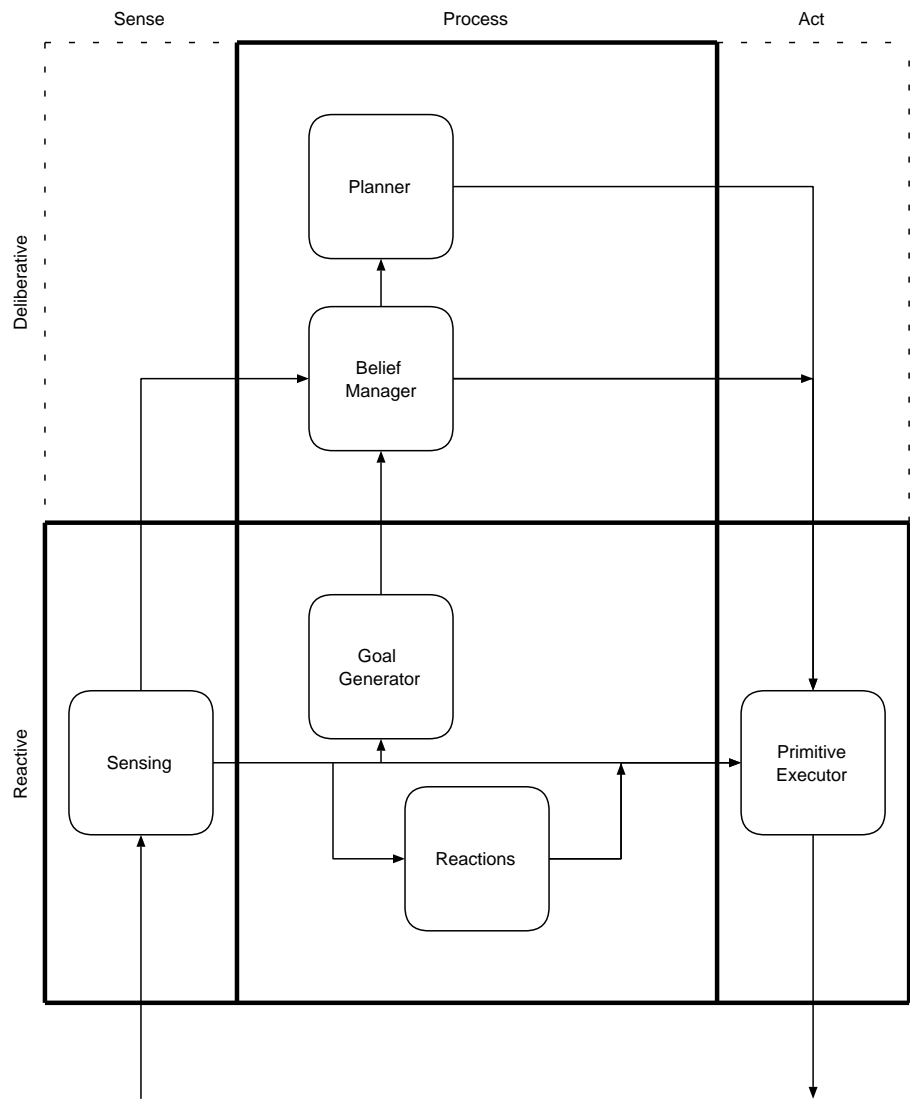 Sense
Process
Act
Planner
Deliberative
Belief
Manager
Goal
Generator
Reactive
Sensing
Primitive
Executor
Reactions